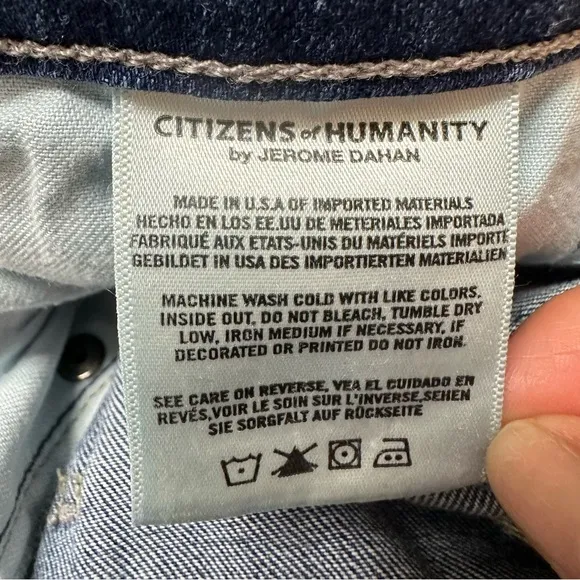 CITIZENS of HUMANITY
by JEROME DAHAN
MADE IN U.S.A OF IMPORTED MATERIALS
HECHO EN LOS EE.UU DE METERIALES IMPORTADA
FABRIQUÉ AUX ETATS-UNIS DU MATÉRIELS IMPORTÉ
GEBILDET IN USA DES IMPORTIERTEN MATERIALIEN
MACHINE WASH COLD WITH LIKE COLORS,
INSIDE OUT, DO NOT BLEACH, TUMBLE DRY
LOW, IRON MEDIUM IF NECESSARY, IF
DECORATED OR PRINTED DO NOT IRON.
SEE CARE ON REVERSE, VEA EL CUIDADO EN
REVÉS,VOIR LE SOIN SUR L'INVERSE,SEHEN
SIE SORGFALT AUF RÜCKSEITE